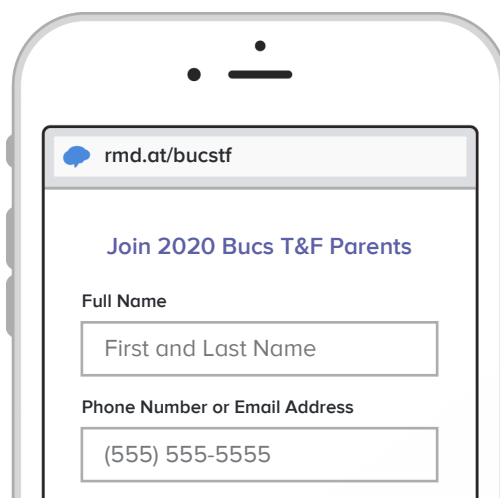 rmd.at/bucstf
Join 2020 Bucs T&F Parents
Full Name
First and Last Name
Phone Number or Email Address
(555) 555-5555